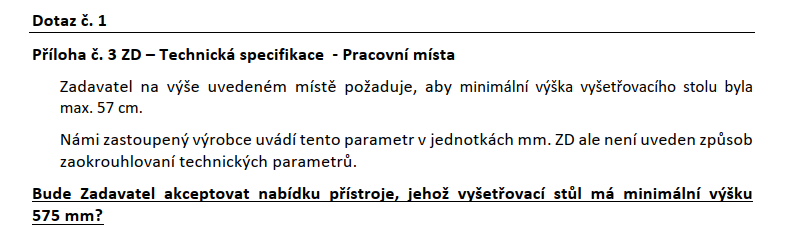 Dotaz č. 1
Příloha č. 3 ZD – Technická specifikace - Pracovní místa
Zadavatel na výše uvedeném místě požaduje, aby minimální výška vyšetřovacího stolu byla
max. 57 cm.
Námi zastoupený výrobce uvádí tento parametr v jednotkách mm. ZD ale není uveden způsob
zaokrouhlovaní technických parametrů.
Bude Zadavatel akceptovat nabídku přístroje, jehož vyšetřovací stůl má minimální výšku
575 mm?